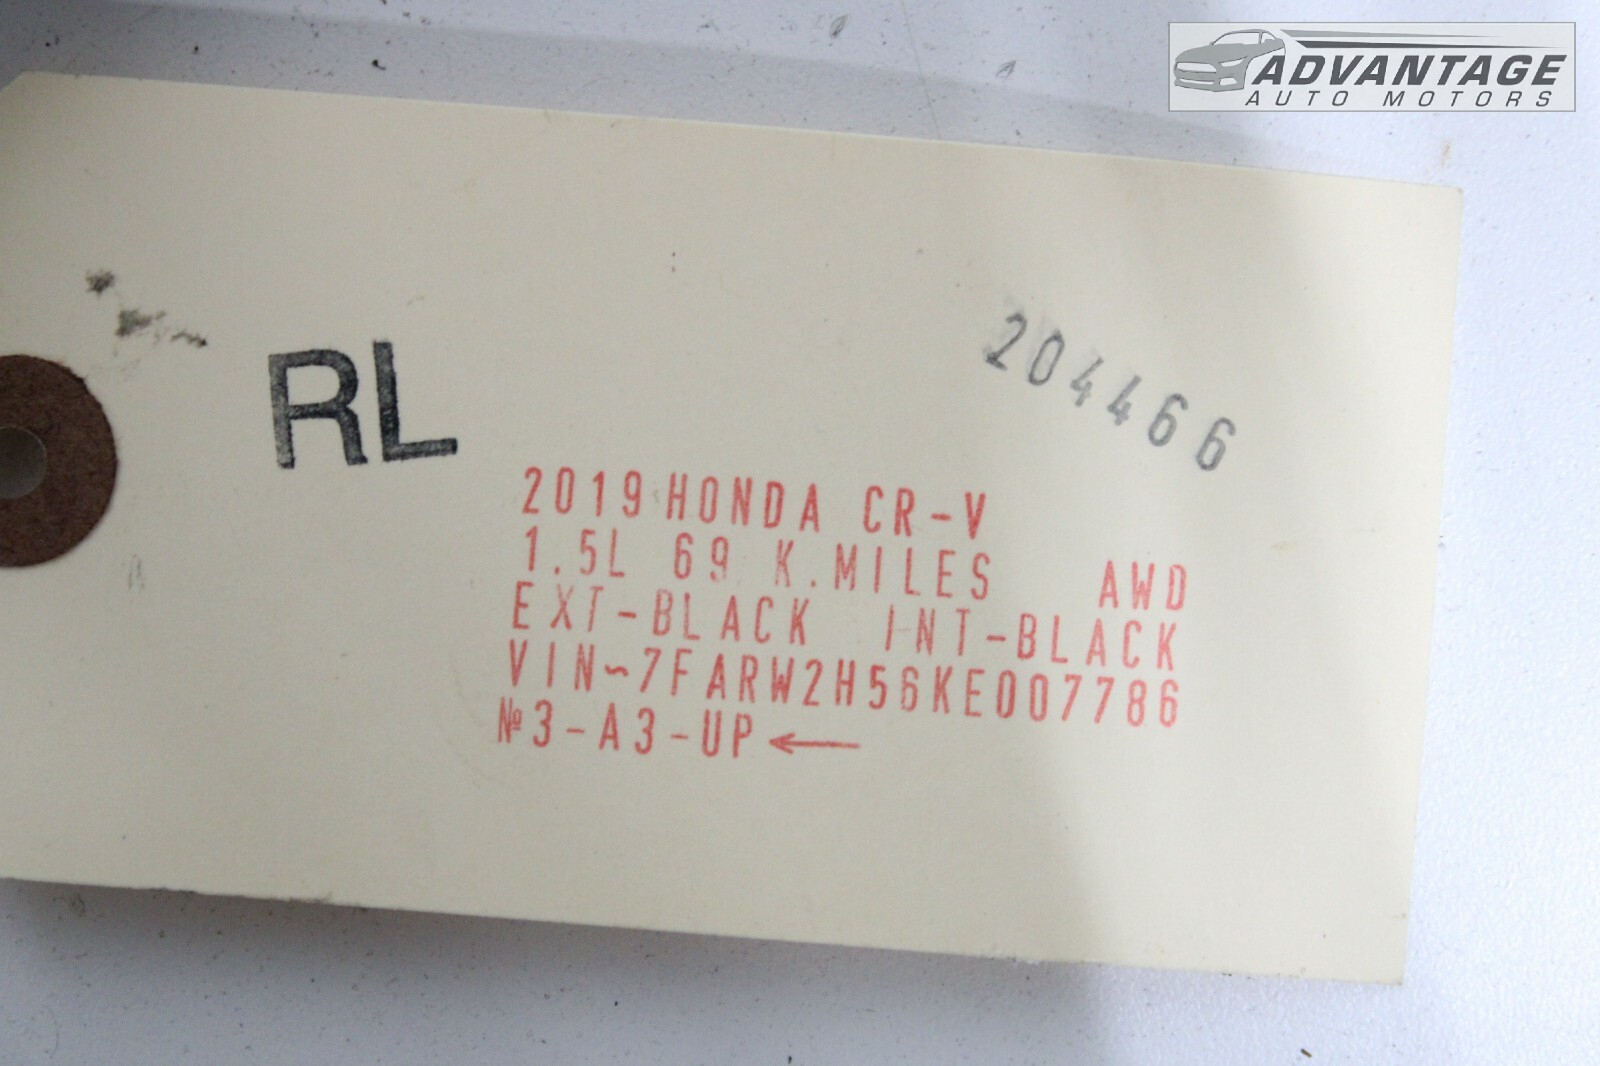 ADVANTAGE
AUTO MOTORS
204466
RL
2019 HONDA CR-V
1.5L 69 K.MILES AWD
EXT-BLACK INT-BLACK
VIN~7FARW2H56KE007786
№3-A3-UP←